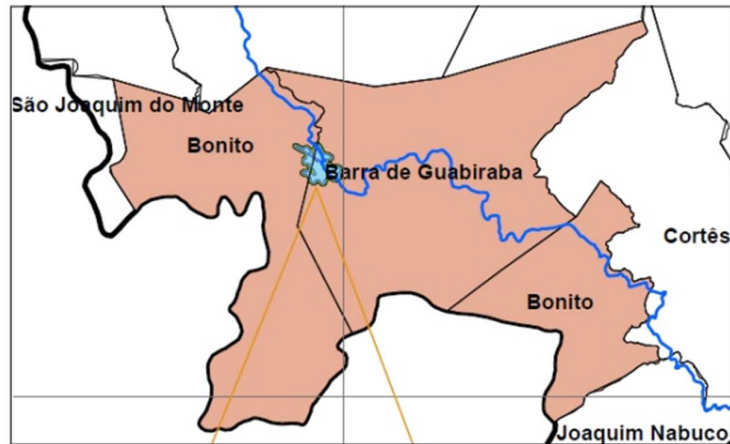 São Joaquim do Monte
Bonito
Barra de Guabiraba
Cortês
Bonito
Joaquim Nabuco